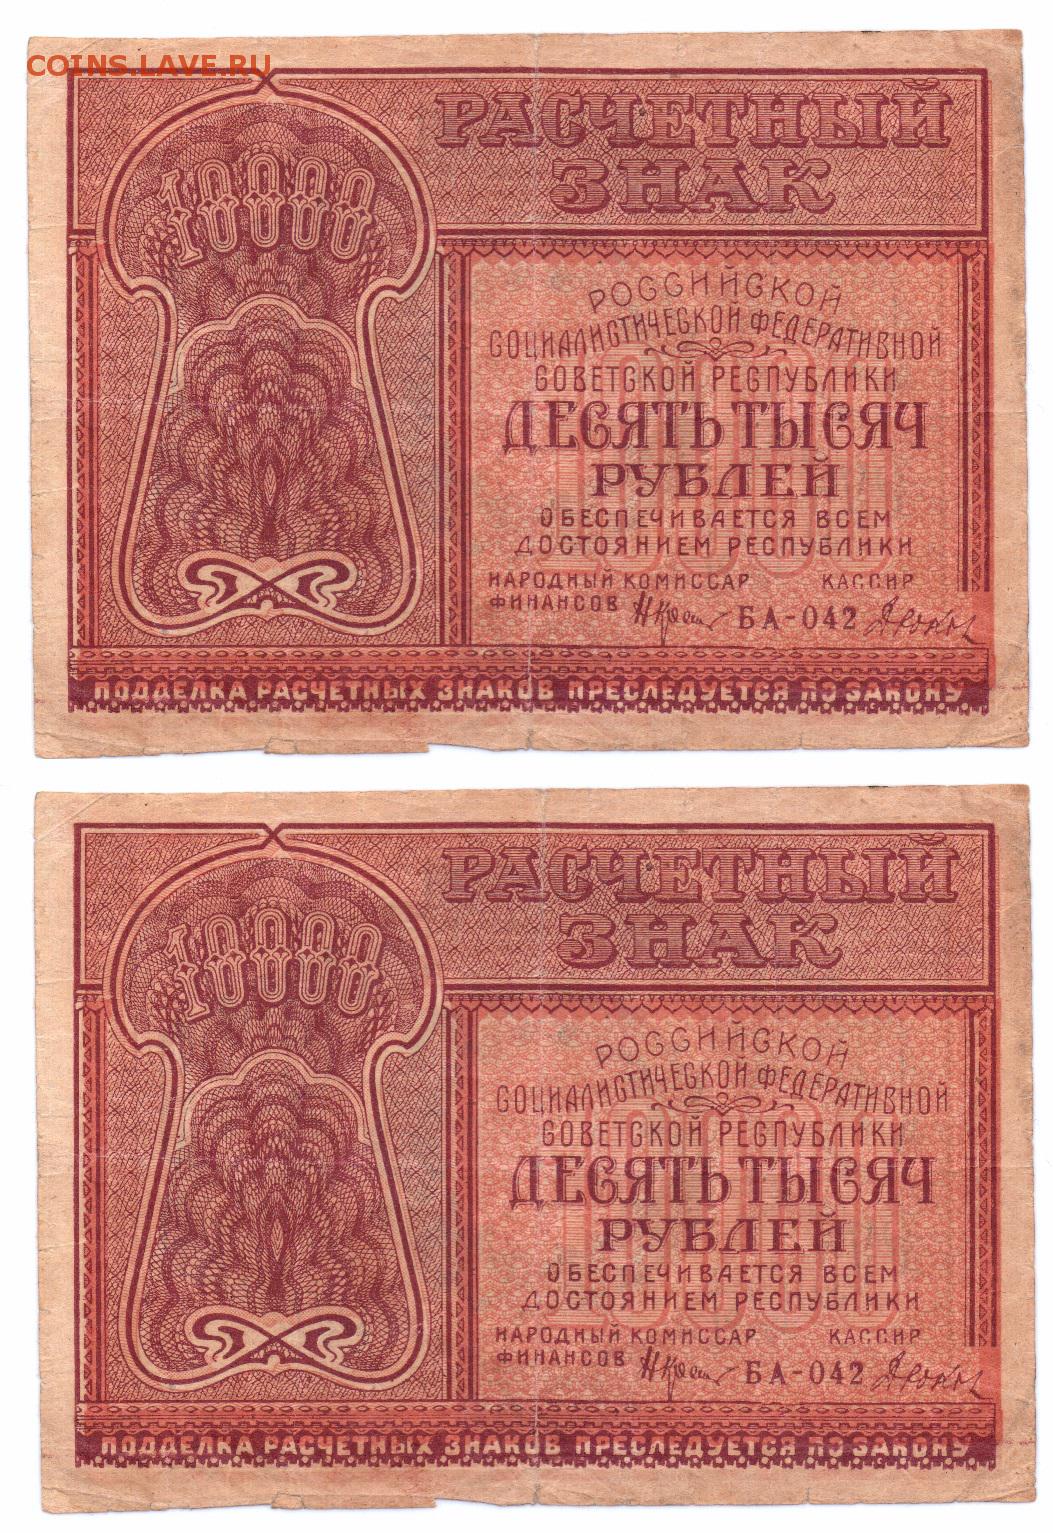 COINS.LAVE.RU
РАСЧЕТНЫЙ
ЗНАК
10000
РОССИЙСКОЙ
СОЦИАЛИСТИЧЕСКОЙ ФЕДЕРАТИВНОЙ
СОВЕТСКОЙ РЕСПУБЛИКИ
ДЕСЯТЬ ТЫСЯЧ
РУБЛЕЙ
ОБЕСПЕЧИВАЕТСЯ ВСЕМ
ДОСТОЯНИЕМ РЕСПУБЛИКИ
НАРОДНЫЙ КОМИССАР КАССИР
ФИНАНСОВ БА-042
ПОДДЕЛКА РАСЧЕТНЫХ ЗНАКОВ ПРЕСЛЕДУЕТСЯ ПО ЗАКОНУ
РАСЧЕТНЫЙ
ЗНАК
10000
РОССИЙСКОЙ
СОЦИАЛИСТИЧЕСКОЙ ФЕДЕРАТИВНОЙ
СОВЕТСКОЙ РЕСПУБЛИКИ
ДЕСЯТЬ ТЫСЯЧ
РУБЛЕЙ
ОБЕСПЕЧИВАЕТСЯ ВСЕМ
ДОСТОЯНИЕМ РЕСПУБЛИКИ
НАРОДНЫЙ КОМИССАР КАССИР
ФИНАНСОВ БА-042
ПОДДЕЛКА РАСЧЕТНЫХ ЗНАКОВ ПРЕСЛЕДУЕТСЯ ПО ЗАКОНУ